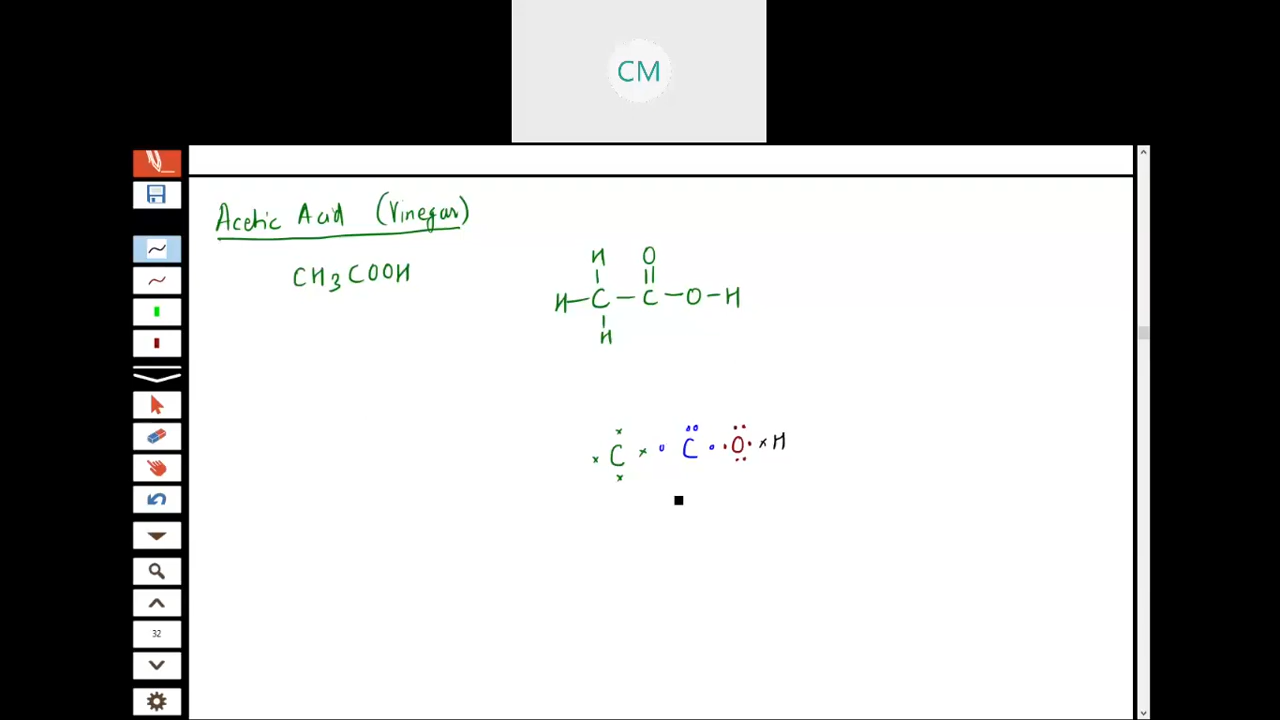 CM
Acetic Acid (Vinegar)
CH3COOH
H O
H–C–C–O–H
H
C C O H
32